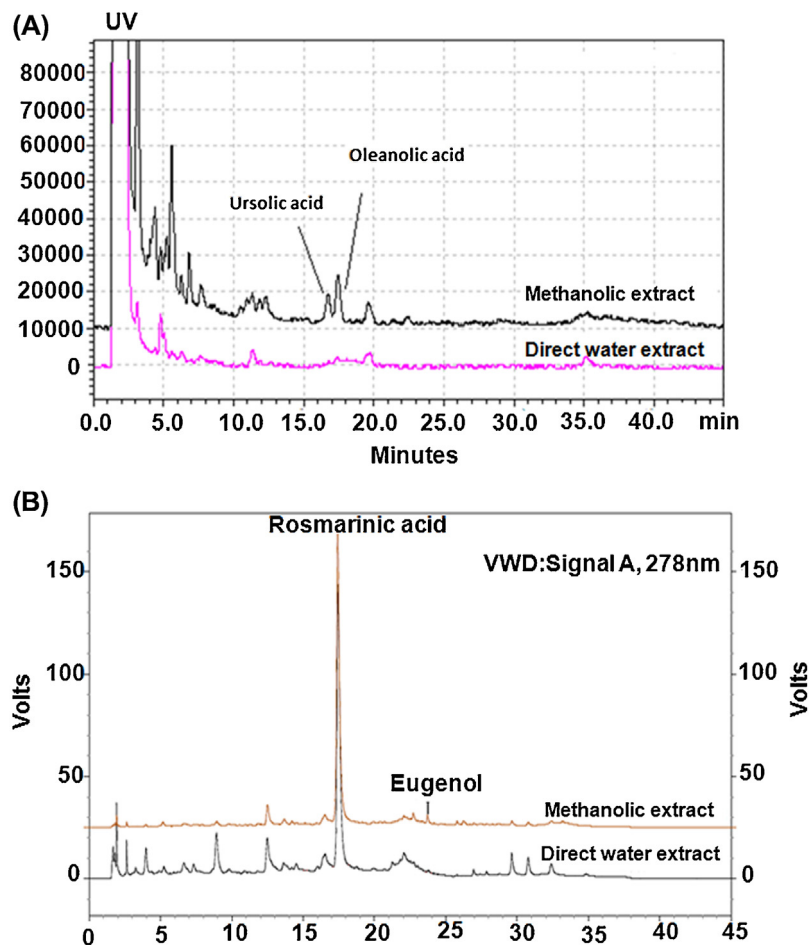 (A)
UV
80000
70000
60000
50000
40000
30000
20000
10000
0
Oleanolic acid
Ursolic acid
Methanolic extract
Direct water extract
0.0 5.0 10.0 15.0 20.0 25.0 30.0 35.0 40.0 min
Minutes
(B)
Rosmarinic acid
VWD:Signal A, 278nm
150
150
100
100
Volts
Volts
50
50
Eugenol
Methanolic extract
Direct water extract
0
0
0 5 10 15 20 25 30 35 40 45